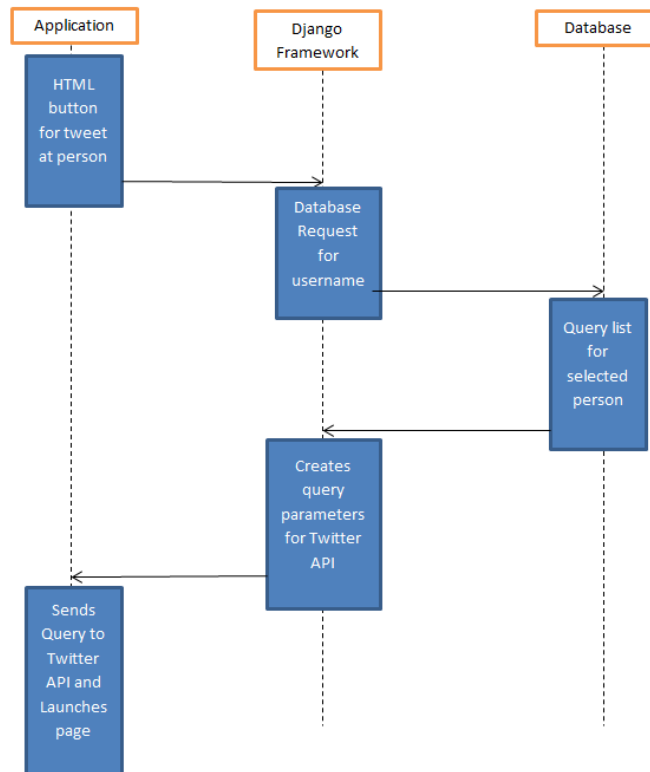 Application
Django
Framework
Database
HTML
button
for tweet
at person
Database
Request
for
username
Query list
for
selected
person
Creates
query
parameters
for Twitter
API
Sends
Query to
Twitter
API and
Launches
page